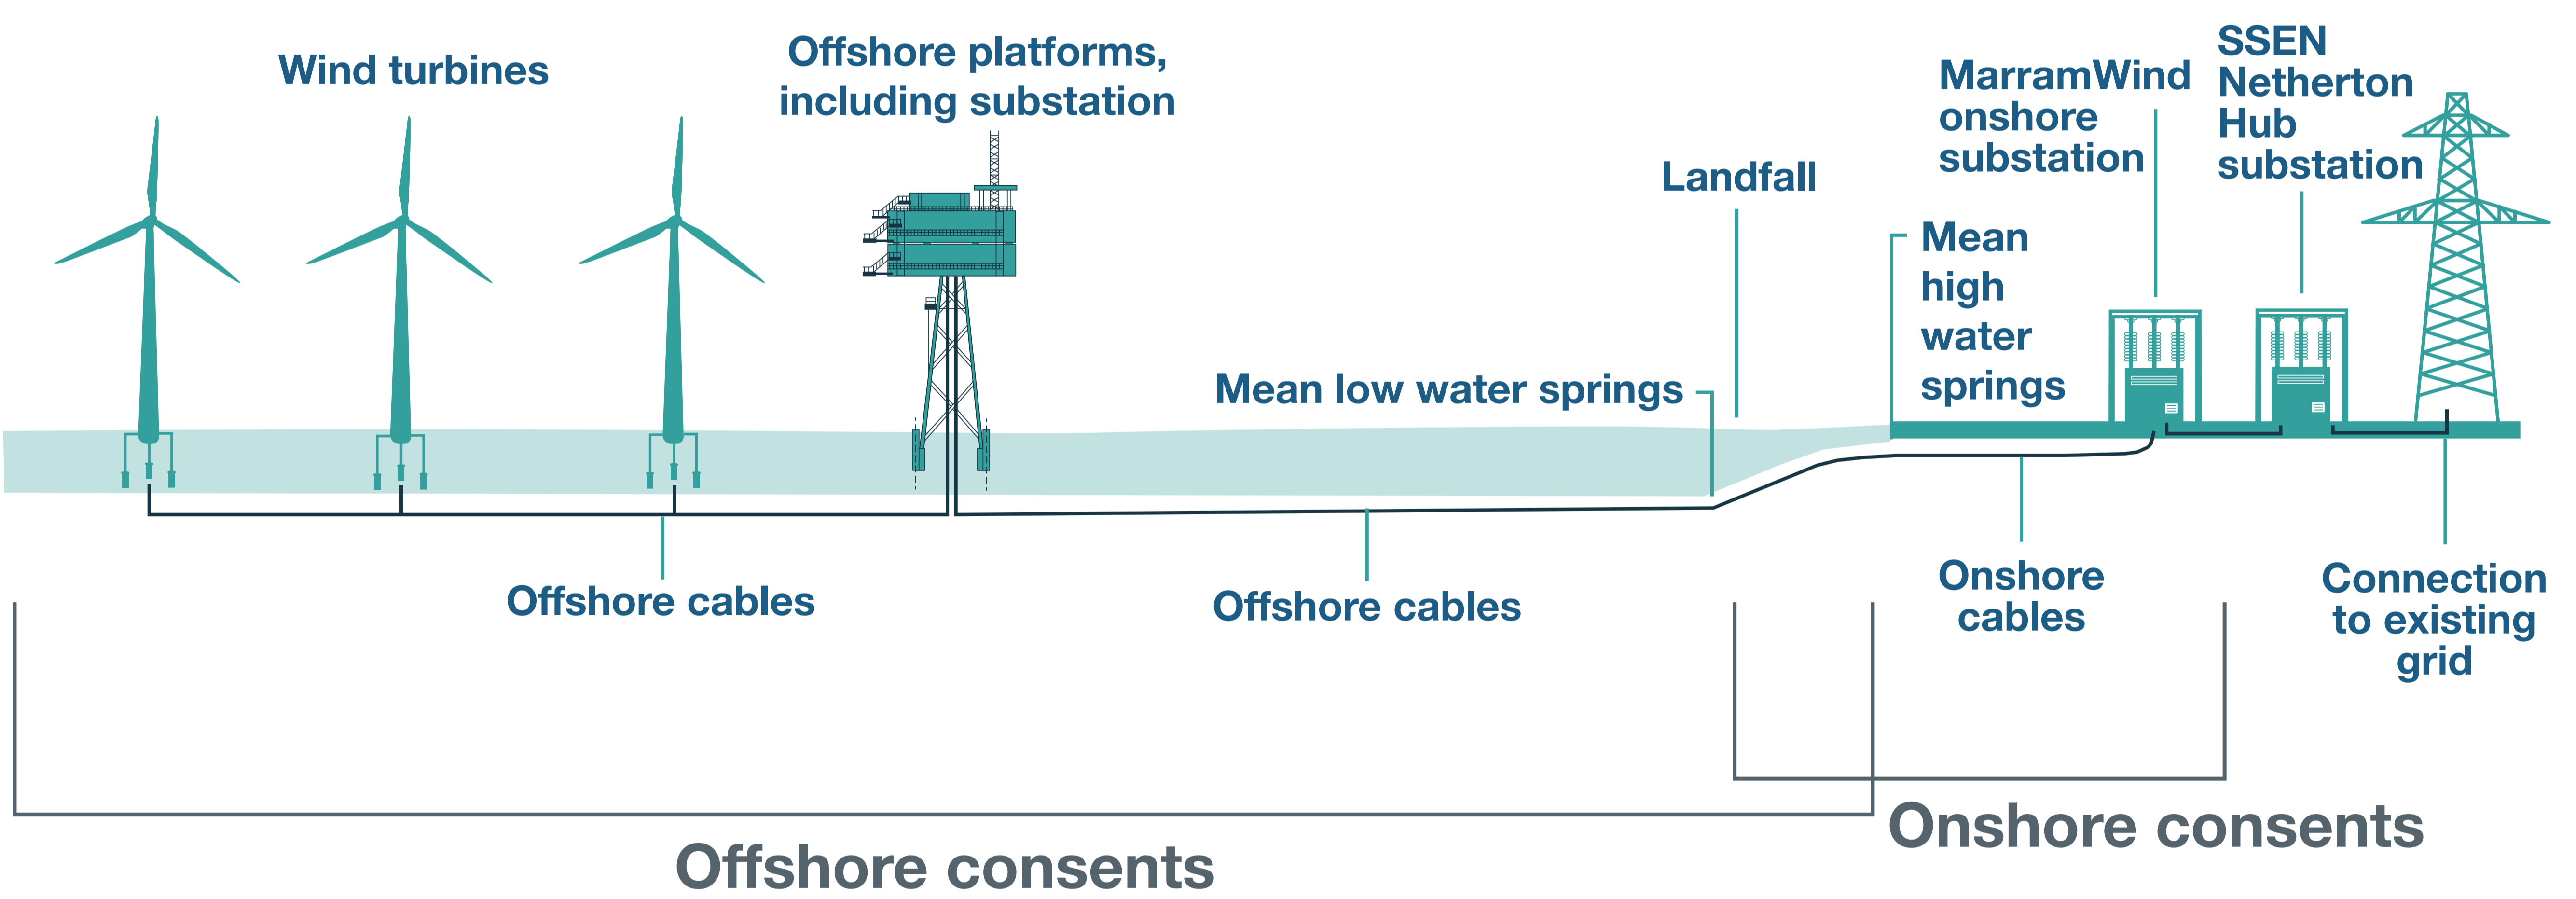 Wind turbines
Offshore platforms,
including substation
Landfall
MarramWind
onshore
substation
SSEN
Netherton
Hub
substation
Mean
high
water
springs
Mean low water springs
Offshore cables
Offshore cables
Onshore
cables
Connection
to existing
grid
Offshore consents
Onshore consents